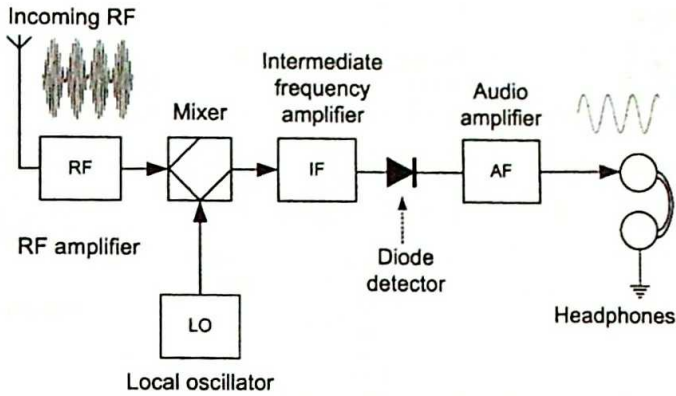 Incoming RF
Mixer
Intermediate
frequency
amplifier
Audio
amplifier
RF
IF
AF
RF amplifier
Diode
detector
LO
Headphones
Local oscillator